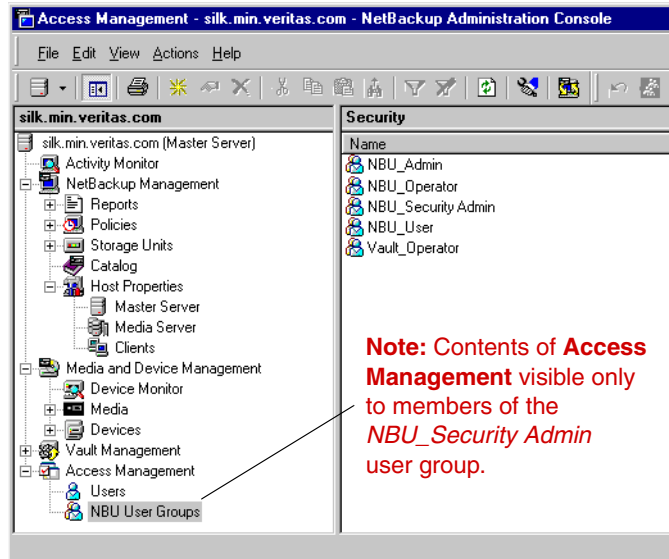 Access Management - silk.min.veritas.com - NetBackup Administration Console
File Edit View Actions Help
silk.min.veritas.com
silk.min.veritas.com (Master Server)
Activity Monitor
NetBackup Management
Reports
Policies
Storage Units
Catalog
Host Properties
Master Server
Media Server
Clients
Media and Device Management
Device Monitor
Media
Devices
Vault Management
Access Management
Users
NBU User Groups
Security
Name
NBU_Admin
NBU_Operator
NBU_Security Admin
NBU_User
Vault_Operator
Note: Contents of Access
Management visible only
to members of the
NBU_Security Admin
user group.